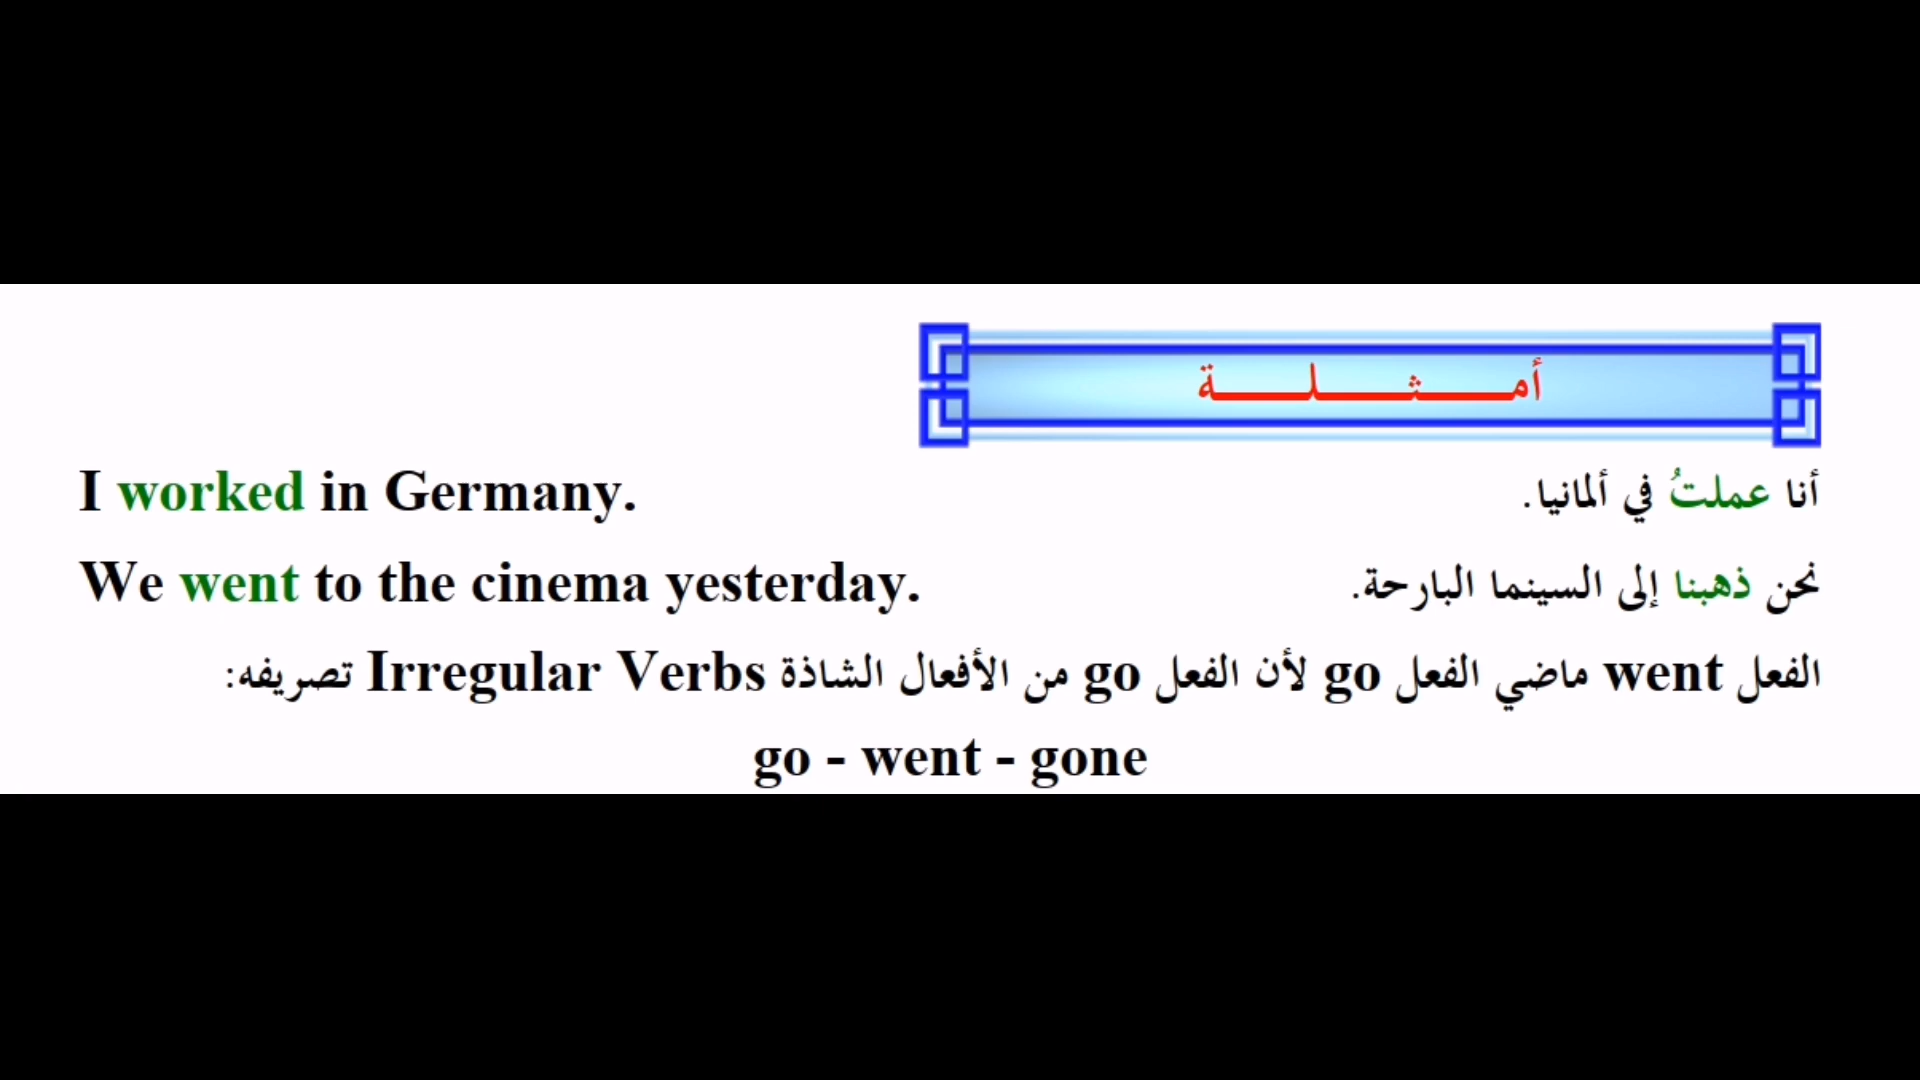 أمـــثـــلـــة
I worked in Germany. أنا عملتُ في ألمانيا.
We went to the cinema yesterday. نحن ذهبنا إلى السينما البارحة.
الفعل went ماضي الفعل go لأن الفعل go من الأفعال الشاذة Irregular Verbs تصريفه:
go - went - gone